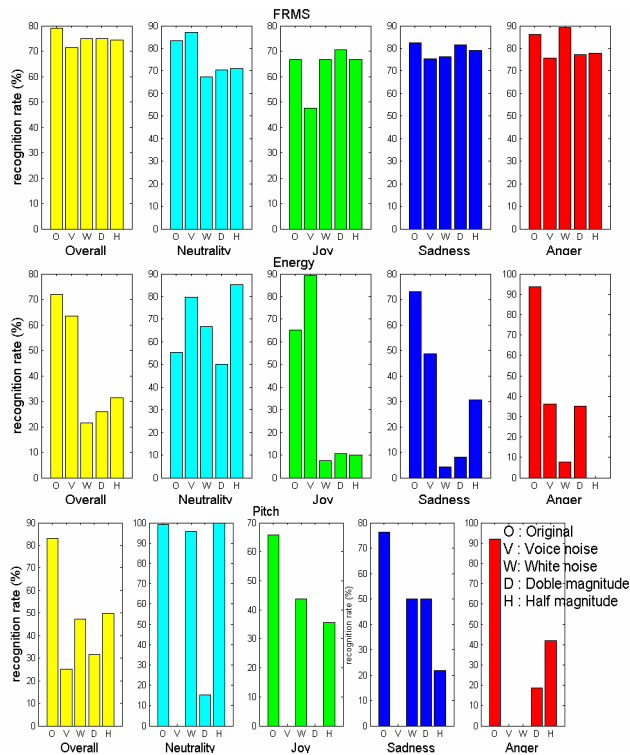 FRMS
recognition rate (%)
80 70 60 50 40 30 20 10 0
O V W D H
Overall
90 80 70 60 50 40 30 20 10 0
O V W D H
Neutrality
80 70 60 50 40 30 20 10 0
O V W D H
Joy
90 80 70 60 50 40 30 20 10 0
O V W D H
Sadness
90 80 70 60 50 40 30 20 10 0
O V W D H
Anger
Energy
recognition rate (%)
80 70 60 50 40 30 20 10 0
O V W D H
Overall
90 80 70 60 50 40 30 20 10 0
O V W D H
Neutrality
90 80 70 60 50 40 30 20 10 0
O V W D H
Joy
80 70 60 50 40 30 20 10 0
O V W D H
Sadness
100 90 80 70 60 50 40 30 20 10 0
O V W D H
Anger
Pitch
recognition rate (%)
90 80 70 60 50 40 30 20 10 0
O V W D H
Overall
100 90 80 70 60 50 40 30 20 10 0
O V W D H
Neutrality
70 60 50 40 30 20 10 0
O V W D H
Joy
recognition rate (%)
80 70 60 50 40 30 20 10 0
O V W D H
Sadness
100 90 80 70 60 50 40 30 20 10 0
O V W D H
Anger
O : Original
V : Voice noise
W: White noise
D : Doble magnitude
H : Half magnitude